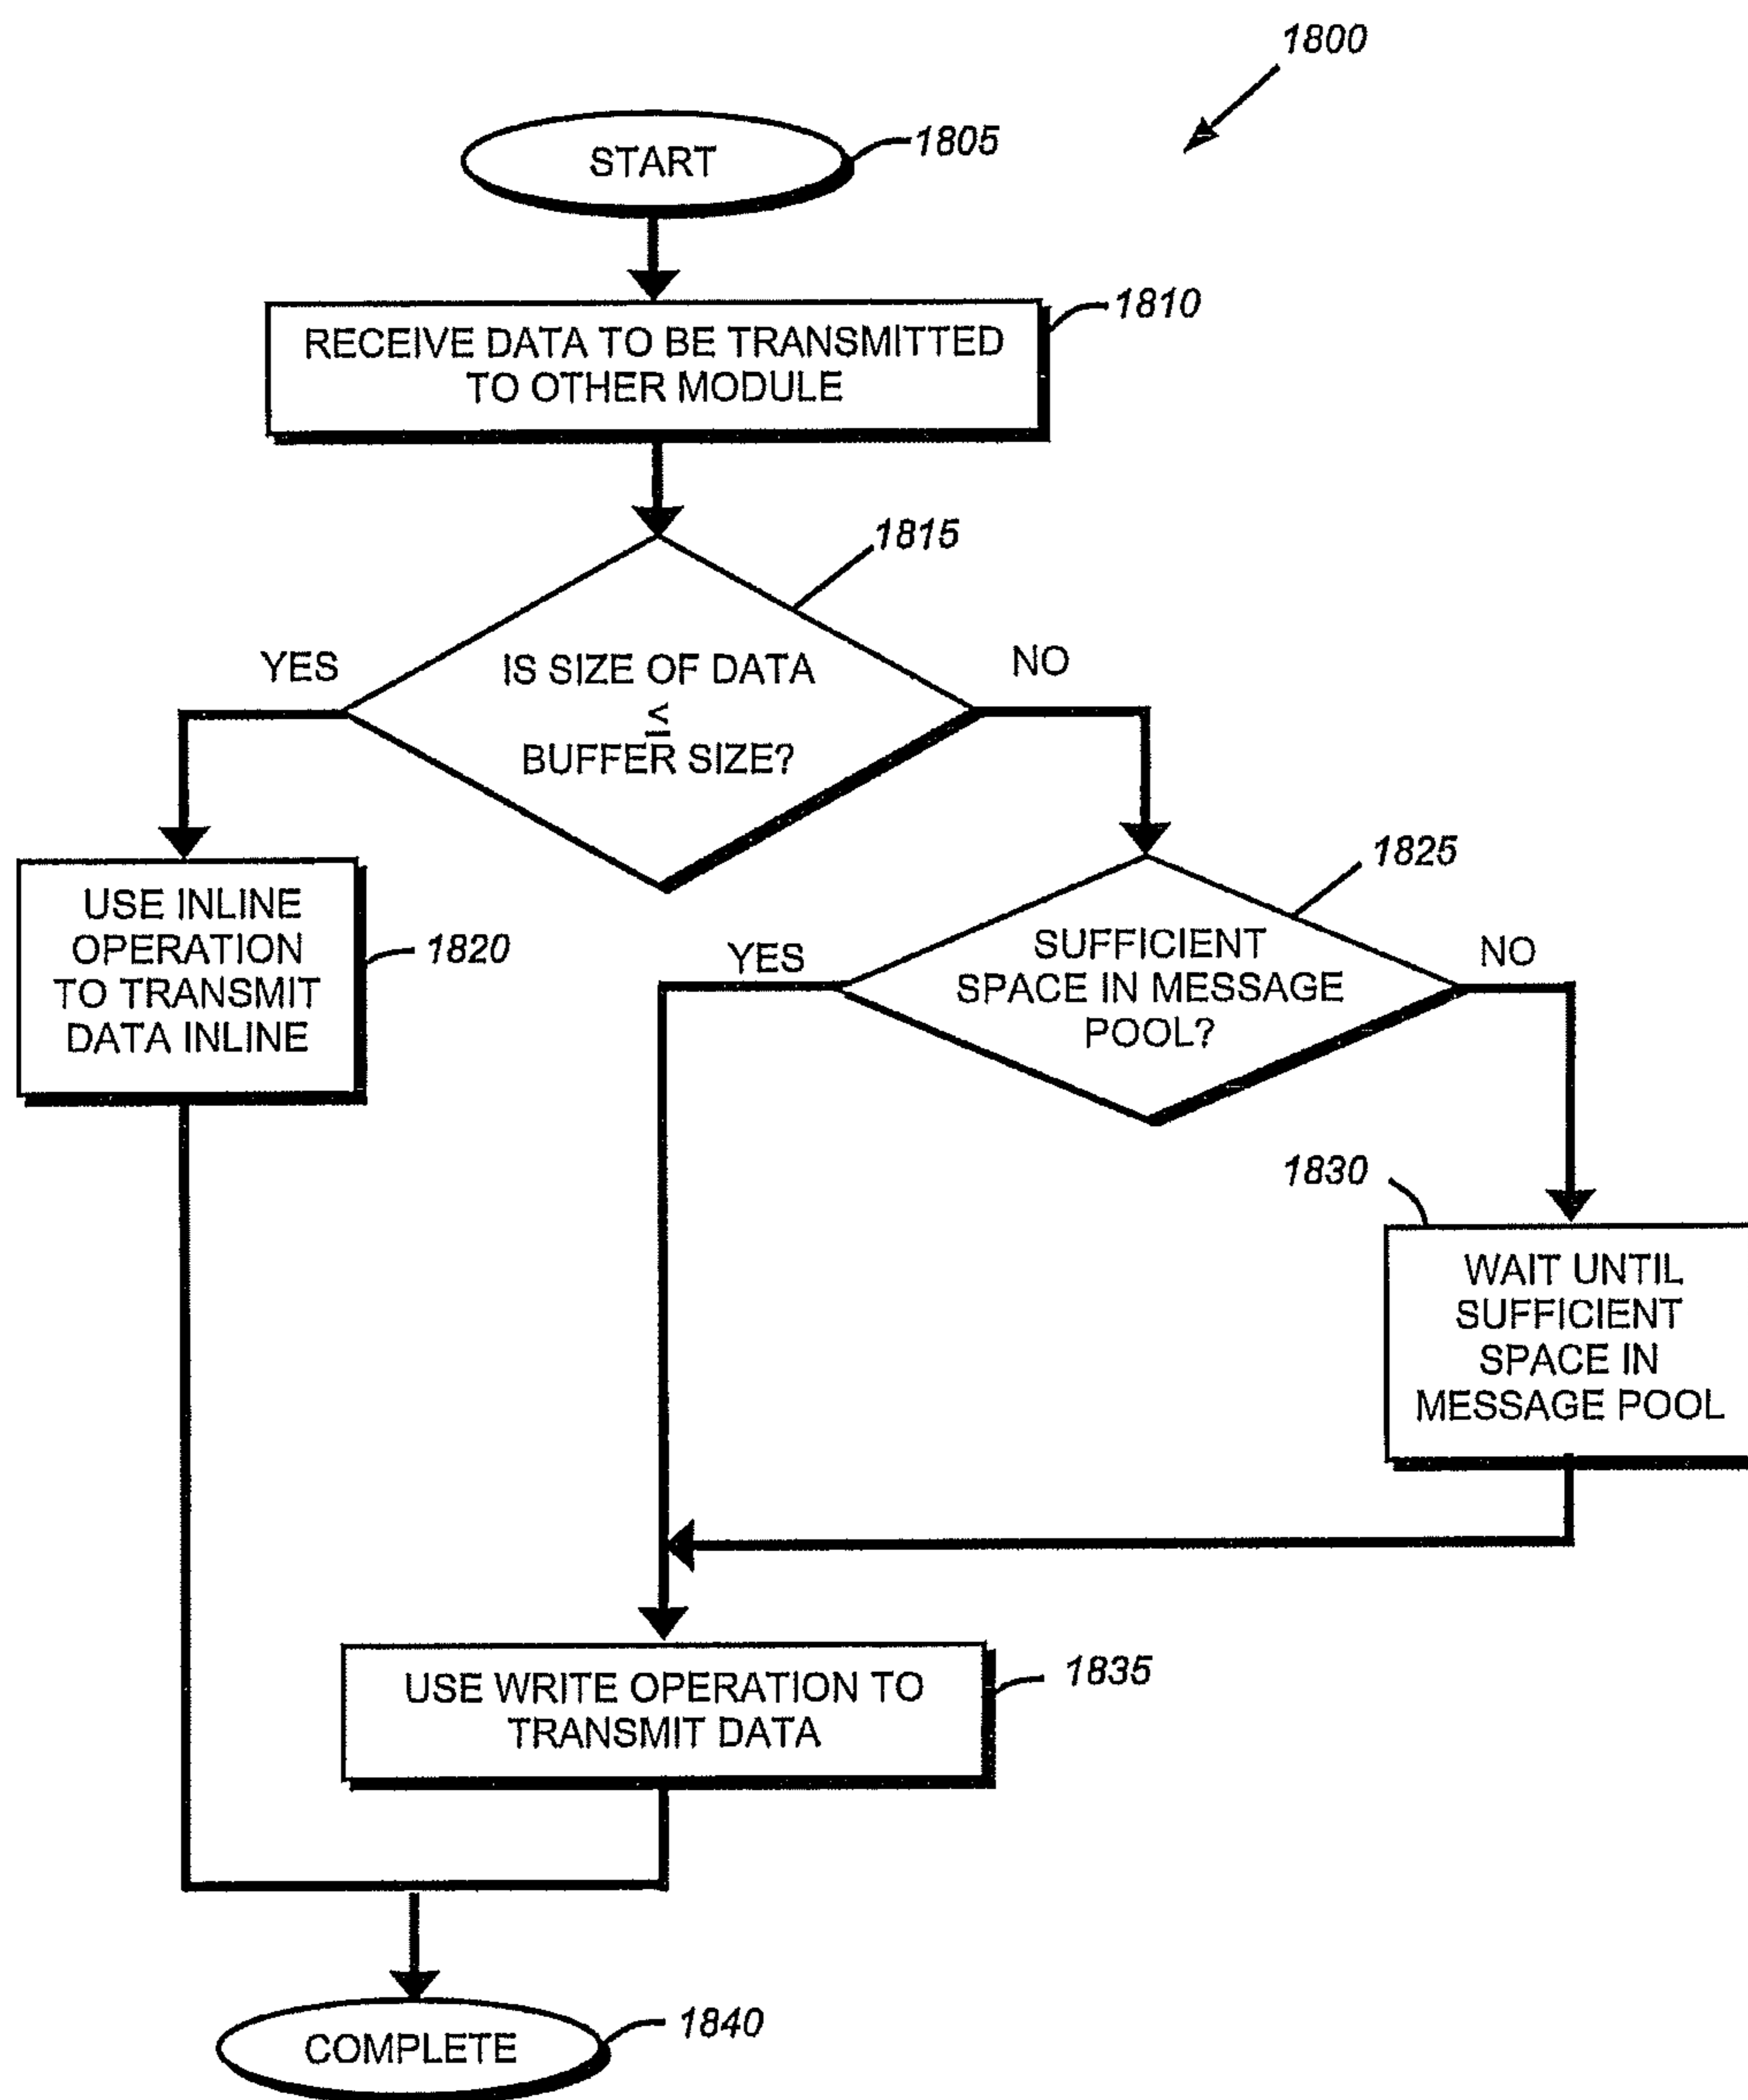 1800
START
1805
RECEIVE DATA TO BE TRANSMITTED
TO OTHER MODULE
1810
1815
YES
IS SIZE OF DATA
≤
BUFFER SIZE?
NO
USE INLINE
OPERATION
TO TRANSMIT
DATA INLINE
1820
1825
YES
SUFFICIENT
SPACE IN MESSAGE
POOL?
NO
1830
WAIT UNTIL
SUFFICIENT
SPACE IN
MESSAGE POOL
USE WRITE OPERATION TO
TRANSMIT DATA
1835
COMPLETE
1840